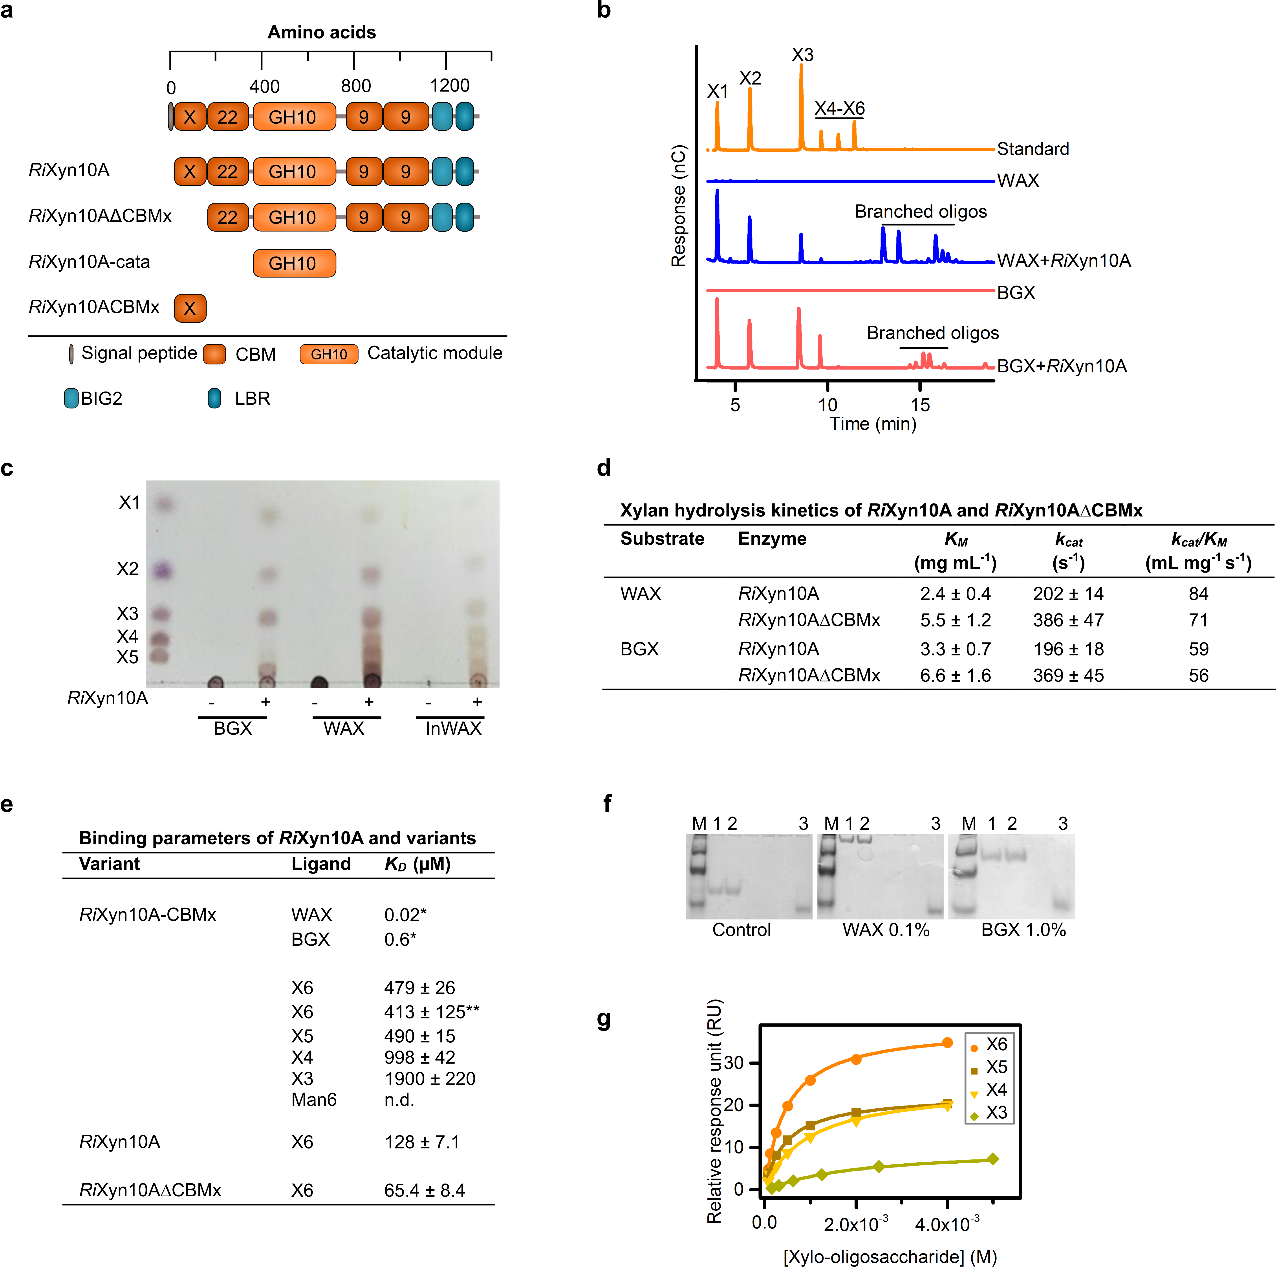 a
Amino acids
0 400 800 1200
X 22 GH10 9 9
RiXyn10A X 22 GH10 9 9
RiXyn10AΔCBMx 22 GH10 9 9
RiXyn10A-cata GH10
RiXyn10ACBMx X
Signal peptide CBM GH10 Catalytic module
BIG2 LBR
b
Response (nC)
X1 X2 X3 X4-X6
Standard
WAX
Branched oligos
WAX+RiXyn10A
BGX
Branched oligos
BGX+RiXyn10A
5 10 15
Time (min)
c
X1
X2
X3
X4
X5
RiXyn10A - + - + - +
BGX WAX InWAX
d
Xylan hydrolysis kinetics of RiXyn10A and RiXyn10AΔCBMx
Substrate Enzyme KM kcat kcat/KM
(mg mL-1) (s-1) (mL mg-1 s-1)
WAX RiXyn10A 2.4 ± 0.4 202 ± 14 84
RiXyn10AΔCBMx 5.5 ± 1.2 386 ± 47 71
BGX RiXyn10A 3.3 ± 0.7 196 ± 18 59
RiXyn10AΔCBMx 6.6 ± 1.6 369 ± 45 56
e
Binding parameters of RiXyn10A and variants
Variant Ligand KD (µM)
RiXyn10A-CBMx WAX 0.02*
BGX 0.6*
X6 479 ± 26
X6 413 ± 125**
X5 490 ± 15
X4 998 ± 42
X3 1900 ± 220
Man6 n.d.
RiXyn10A X6 128 ± 7.1
RiXyn10AΔCBMx X6 65.4 ± 8.4
f
M 1 2 3 M 1 2 3 M 1 2 3
Control WAX 0.1% BGX 1.0%
g
Relative response unit (RU)
30
20
10
0
X6
X5
X4
X3
0.0 2.0x10-3 4.0x10-3
[Xylo-oligosaccharide] (M)